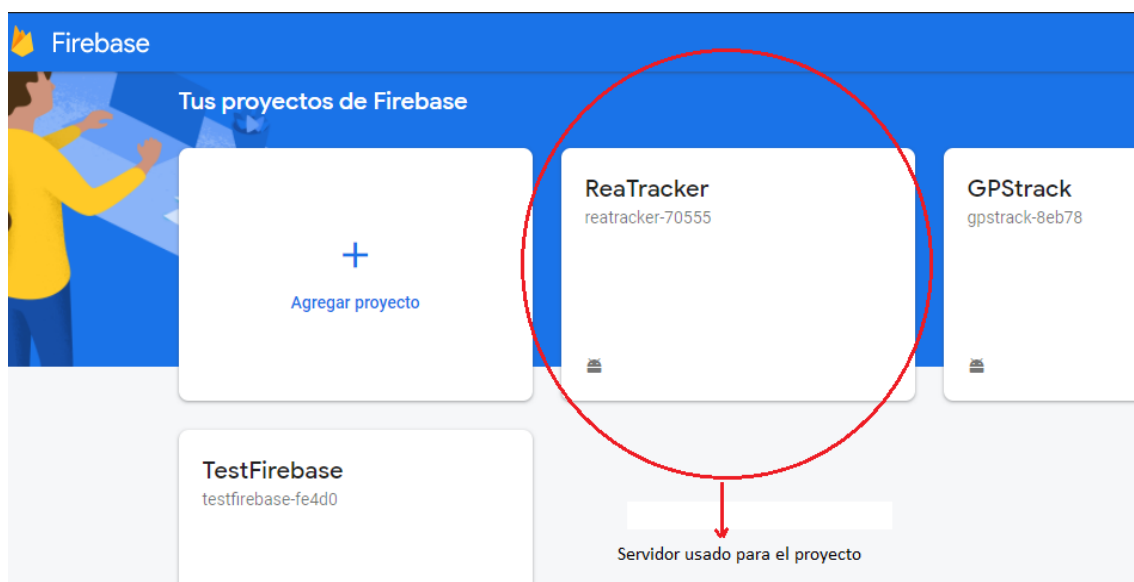 Firebase
Tus proyectos de Firebase
Agregar proyecto
ReaTracker
reatracker-70555
GPStrack
gpstrack-8eb78
TestFirebase
testfirebase-fe4d0
Servidor usado para el proyecto